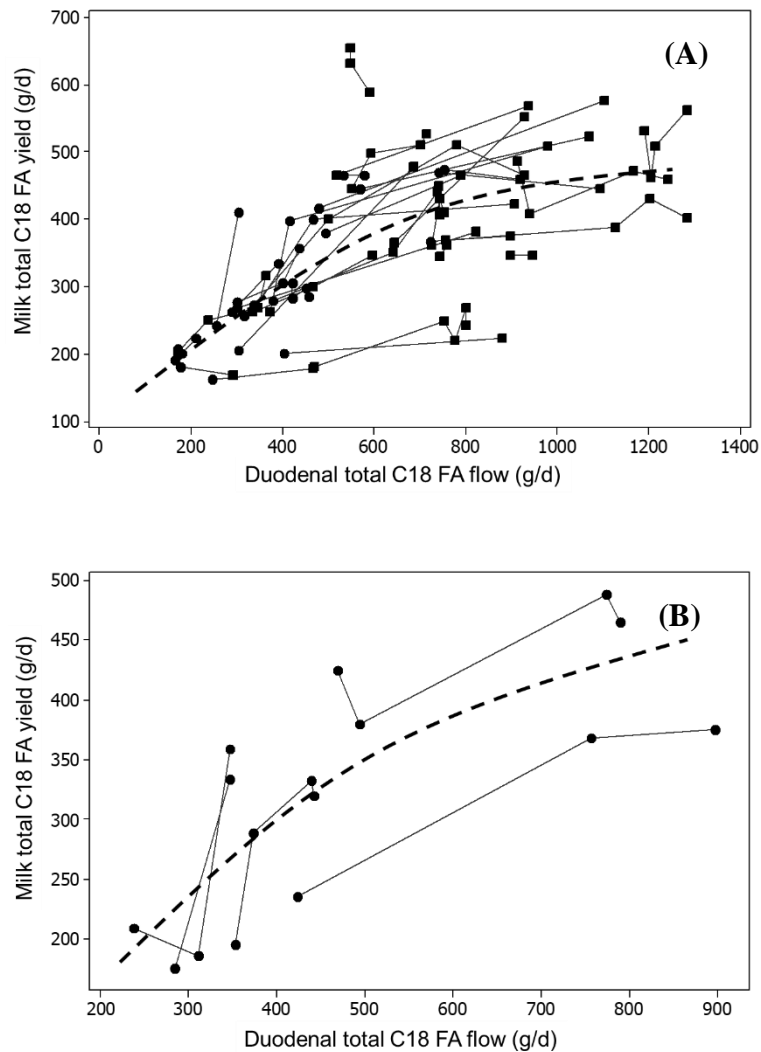 (A)
Milk total C18 FA yield (g/d)
700
600
500
400
300
200
100
0 200 400 600 800 1000 1200 1400
Duodenal total C18 FA flow (g/d)
(B)
Milk total C18 FA yield (g/d)
500
450
400
350
300
250
200
200 300 400 500 600 700 800 900
Duodenal total C18 FA flow (g/d)